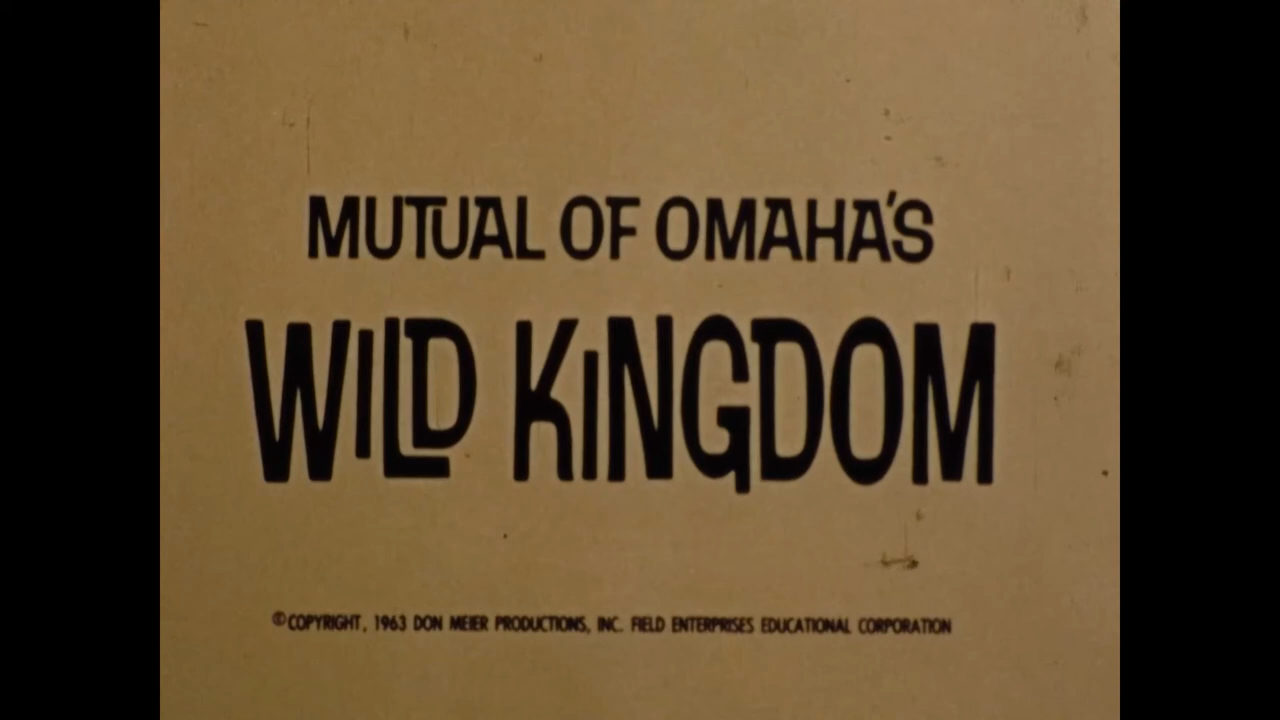 MUTUAL OF OMAHA'S
WILD KINGDOM
©COPYRIGHT, 1963 DON MEIER PRODUCTIONS, INC. FIELD ENTERPRISES EDUCATIONAL CORPORATION